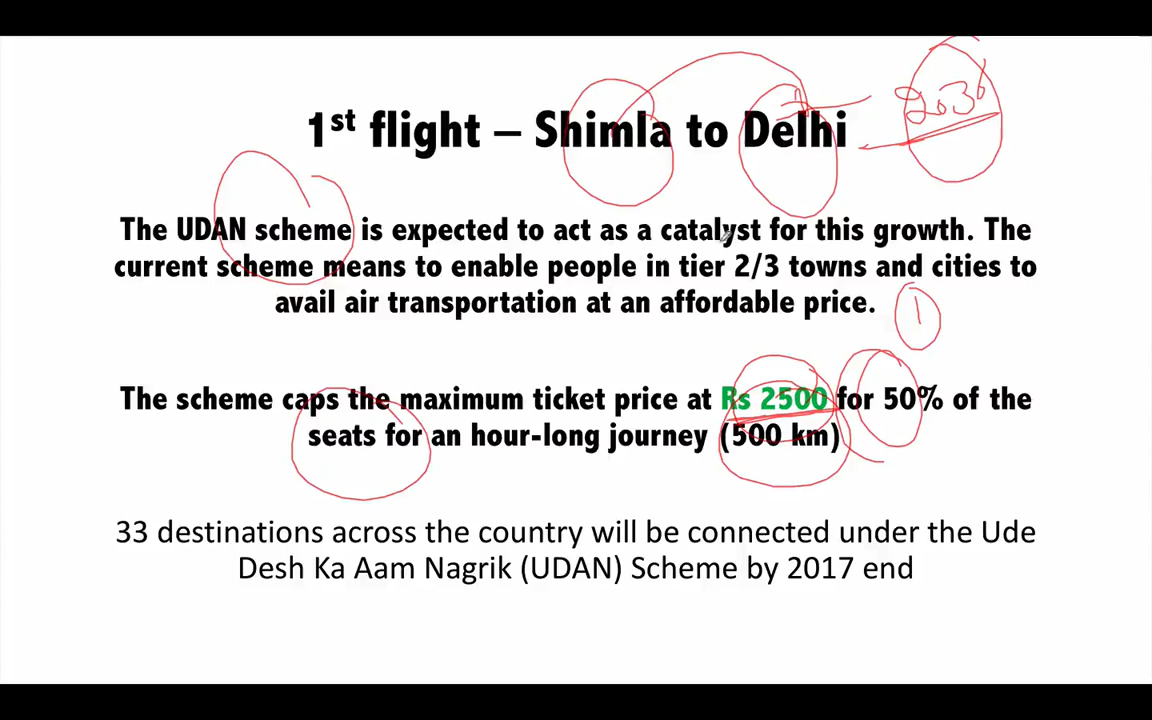 1st flight – Shimla to Delhi
2036
The UDAN scheme is expected to act as a catalyst for this growth. The
current scheme means to enable people in tier 2/3 towns and cities to
avail air transportation at an affordable price.
1
The scheme caps the maximum ticket price at Rs 2500 for 50% of the
seats for an hour-long journey (500 km)
33 destinations across the country will be connected under the Ude
Desh Ka Aam Nagrik (UDAN) Scheme by 2017 end